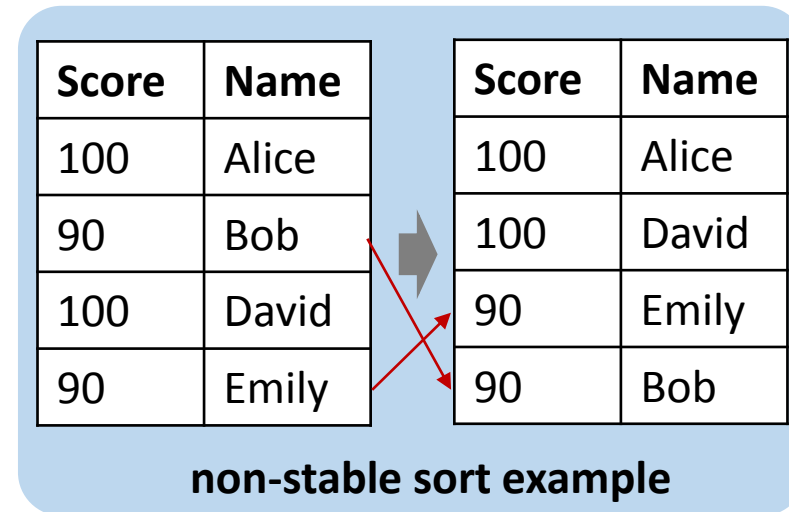 Score Name Score Name
100 Alice 100 Alice
90 Bob 100 David
100 David 90 Emily
90 Emily 90 Bob
non-stable sort example